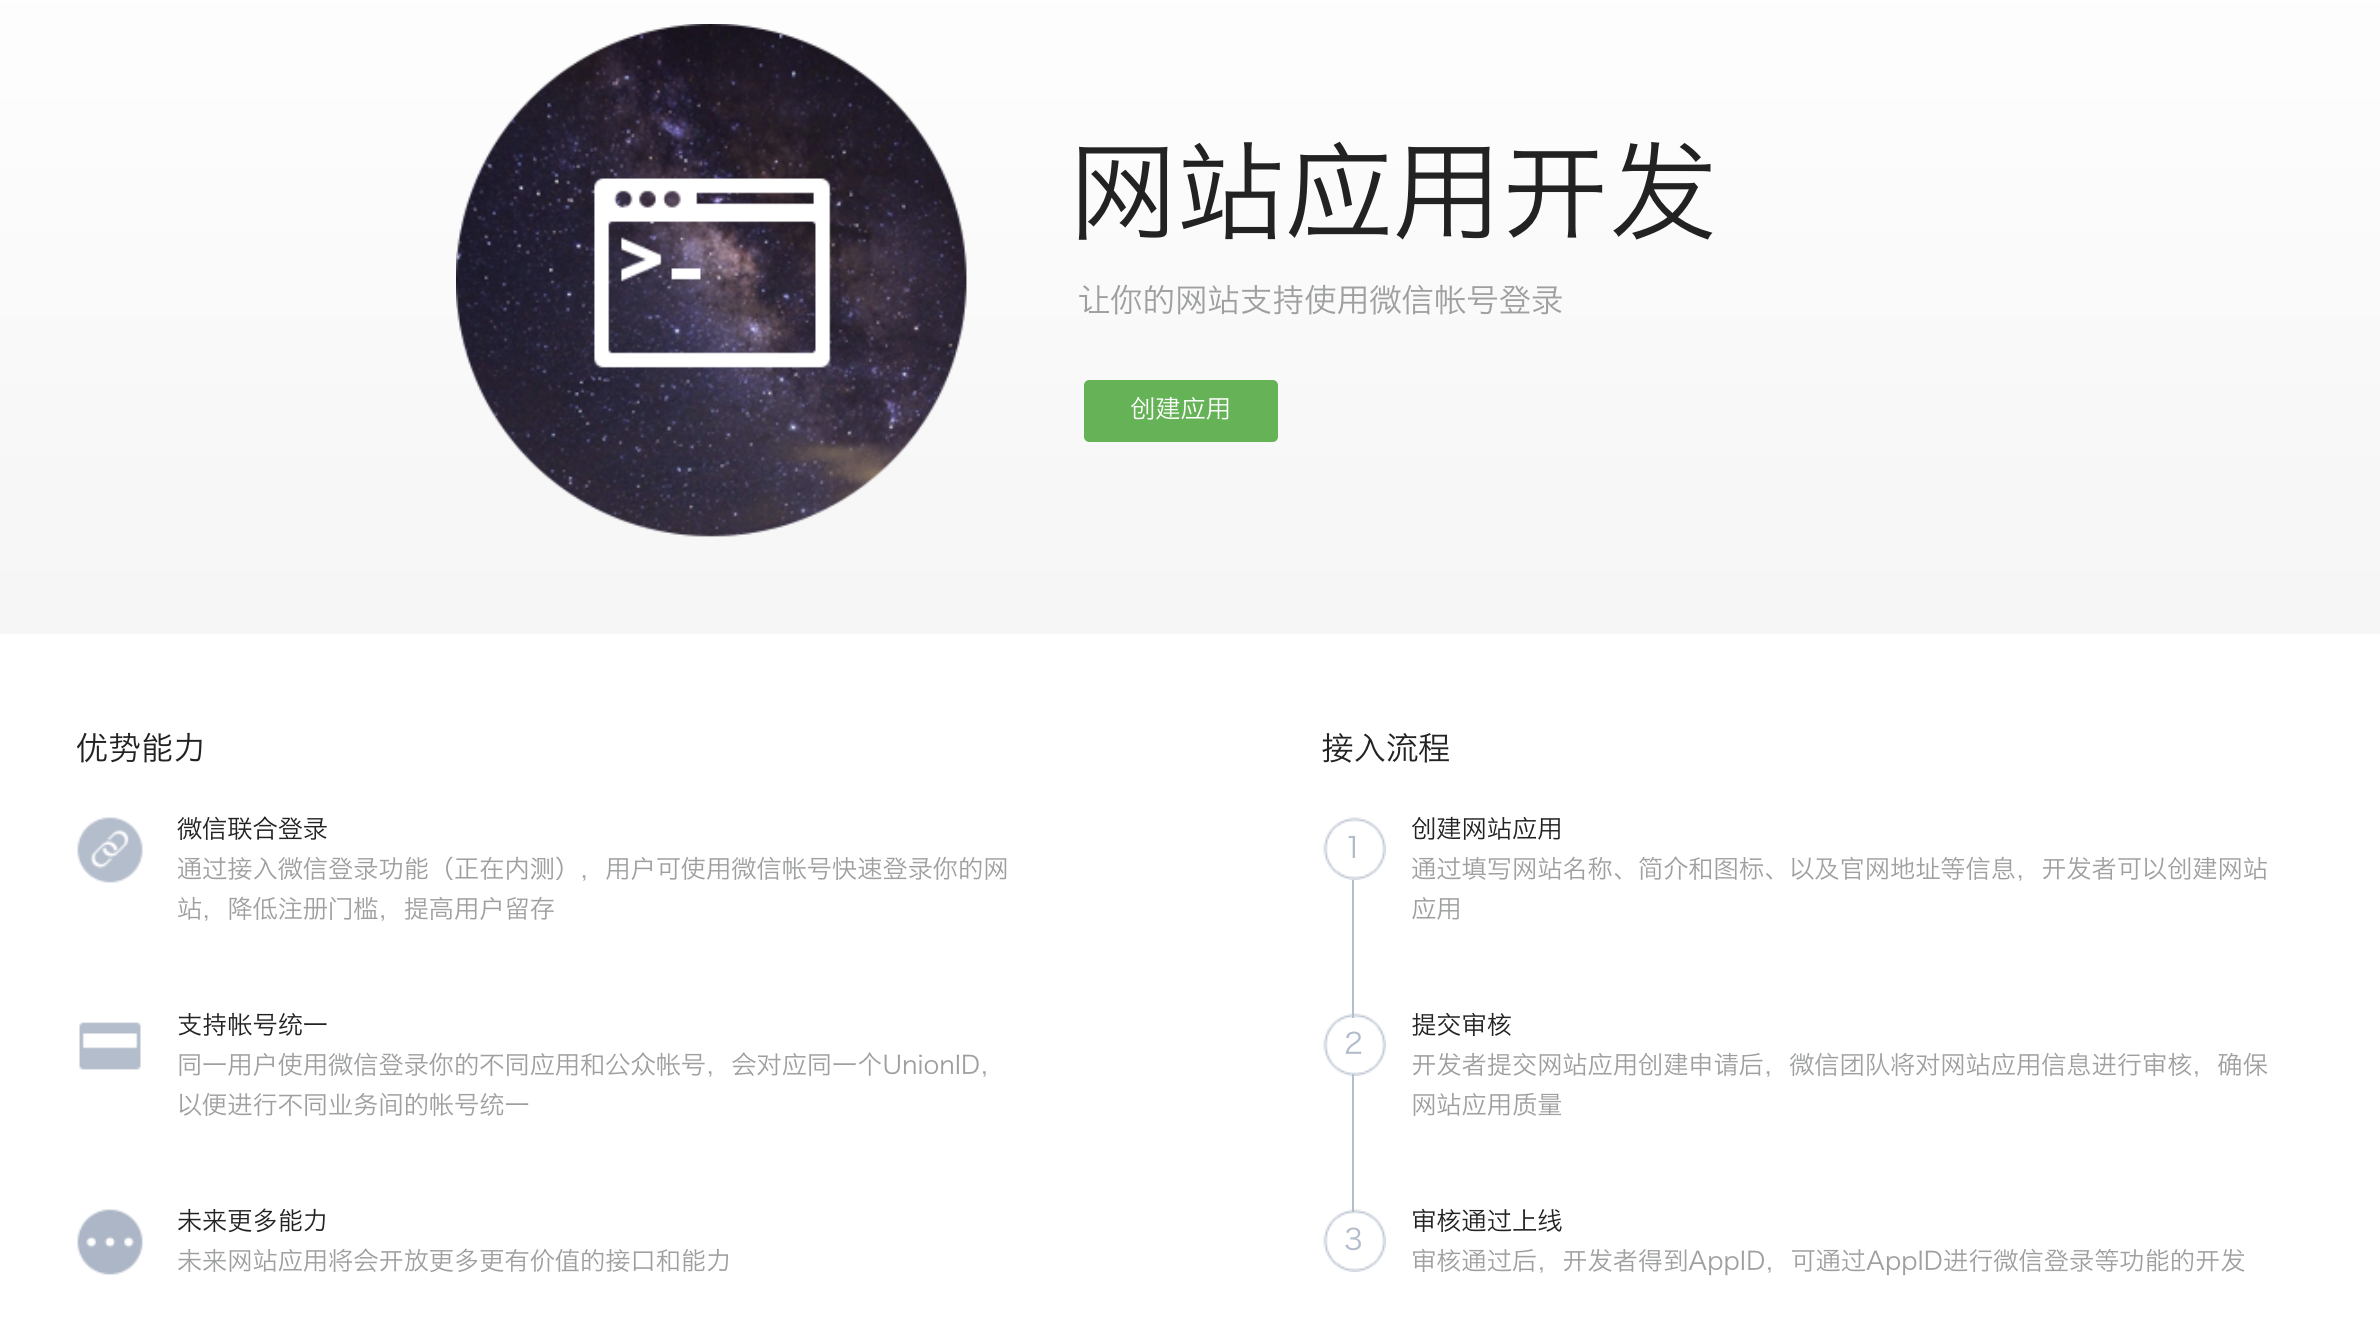 网站应用开发
让你的网站支持使用微信帐号登录
创建应用
优势能力
微信联合登录
通过接入微信登录功能（正在内测），用户可使用微信帐号快速登录你的网
站，降低注册门槛，提高用户留存
支持帐号统一
同一用户使用微信登录你的不同应用和公众帐号，会对应同一个UnionID，
以便进行不同业务间的帐号统一
未来更多能力
未来网站应用将会开放更多更有价值的接口和能力
接入流程
1
创建网站应用
通过填写网站名称、简介和图标、以及官网地址等信息，开发者可以创建网站
应用
2
提交审核
开发者提交网站应用创建申请后，微信团队将对网站应用信息进行审核，确保
网站应用质量
3
审核通过上线
审核通过后，开发者得到AppID，可通过AppID进行微信登录等功能的开发